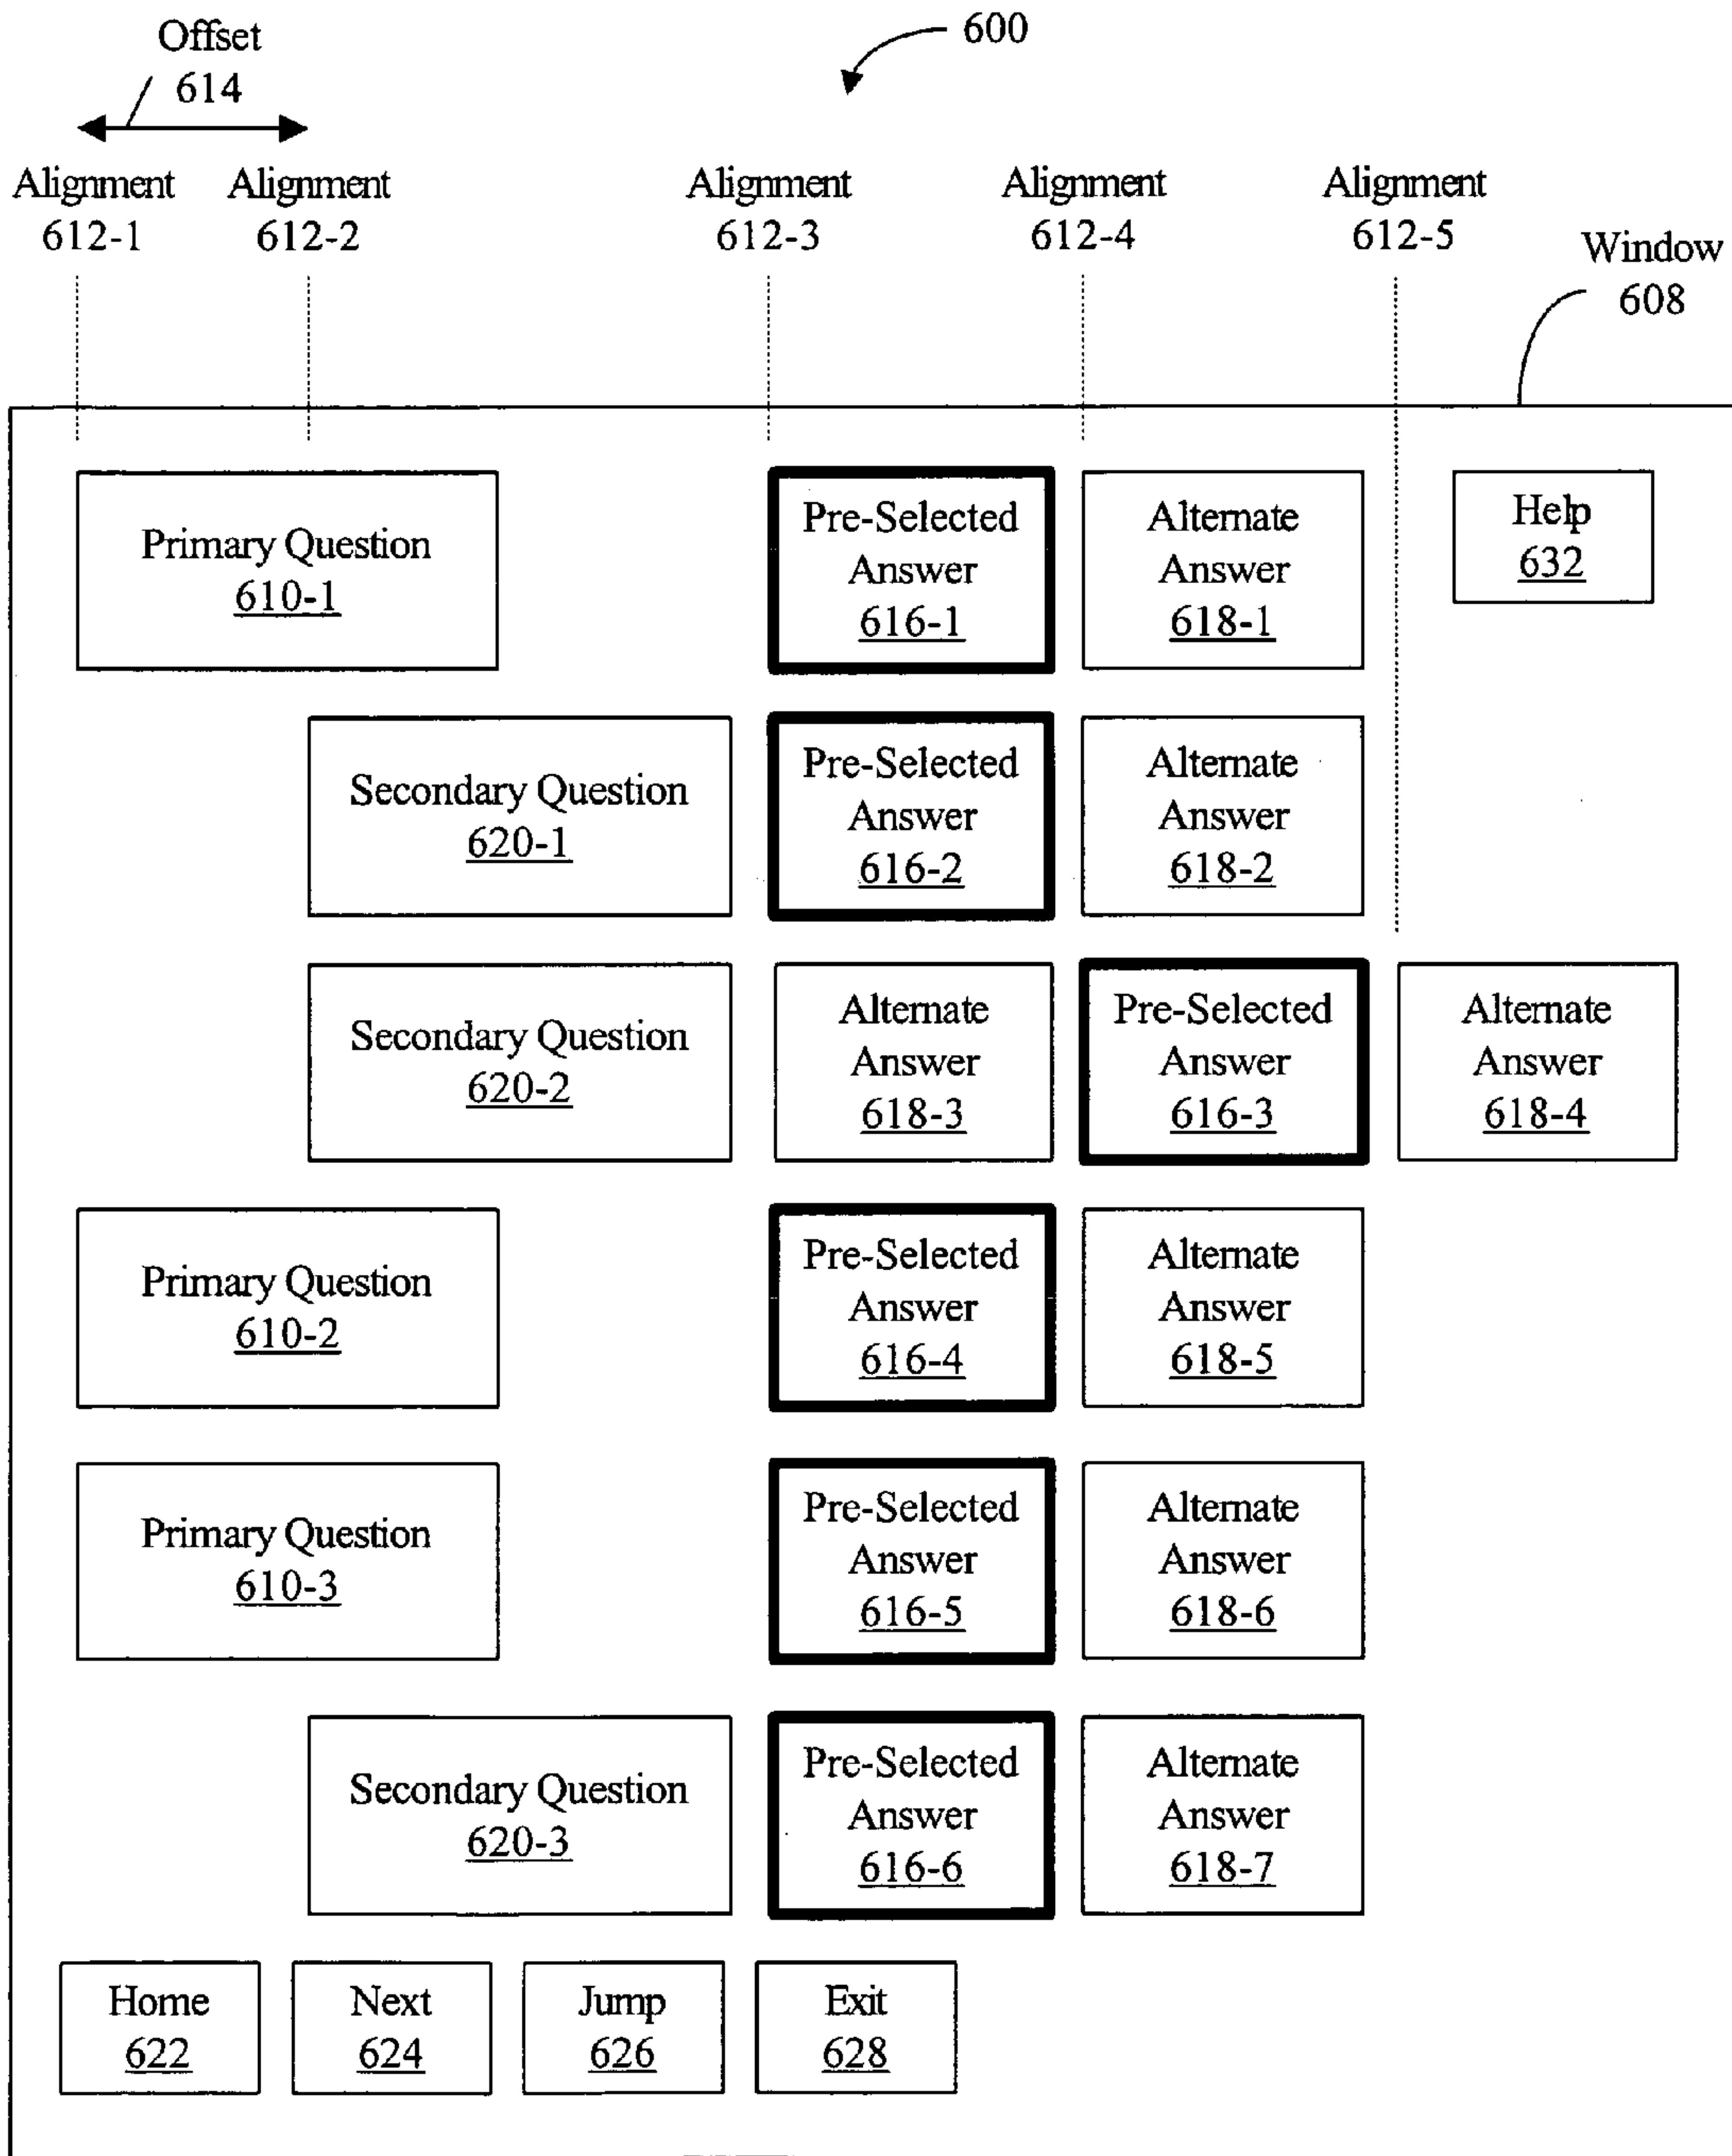 Offset
614
600
Alignment
612-1
Alignment
612-2
Alignment
612-3
Alignment
612-4
Alignment
612-5
Window
608
Primary Question
610-1
Pre-Selected
Answer
616-1
Alternate
Answer
618-1
Help
632
Secondary Question
620-1
Pre-Selected
Answer
616-2
Alternate
Answer
618-2
Secondary Question
620-2
Alternate
Answer
618-3
Pre-Selected
Answer
616-3
Alternate
Answer
618-4
Primary Question
610-2
Pre-Selected
Answer
616-4
Alternate
Answer
618-5
Primary Question
610-3
Pre-Selected
Answer
616-5
Alternate
Answer
618-6
Secondary Question
620-3
Pre-Selected
Answer
616-6
Alternate
Answer
618-7
Home
622
Next
624
Jump
626
Exit
628